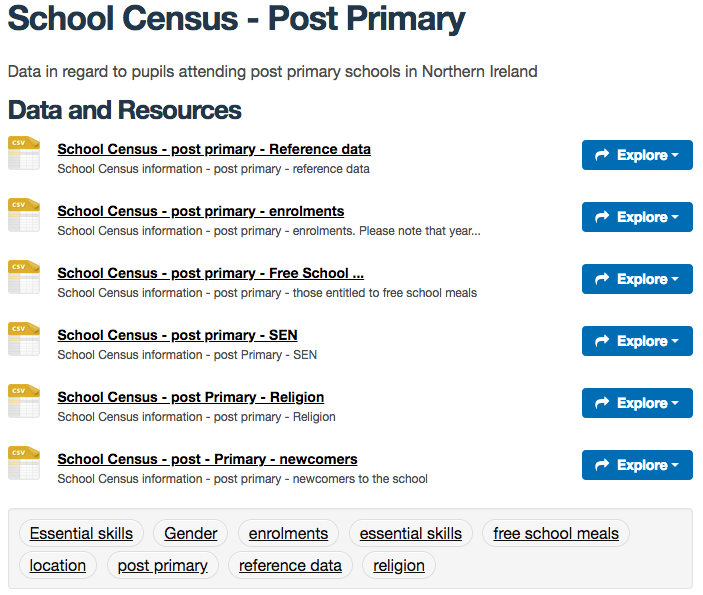 School Census - Post Primary
Data in regard to pupils attending post primary schools in Northern Ireland
Data and Resources
CSV
School Census - post primary - Reference data
School Census information - post primary - reference data
Explore
CSV
School Census - post primary - enrolments
School Census information - post primary - enrolments. Please note that year...
Explore
CSV
School Census - post primary - Free School ...
School Census information - post primary - those entitled to free school meals
Explore
CSV
School Census - post primary - SEN
School Census information - post Primary - SEN
Explore
CSV
School Census - post Primary - Religion
School Census information - post primary - Religion
Explore
CSV
School Census - post - Primary - newcomers
School Census information - post primary - newcomers to the school
Explore
Essential skills Gender enrolments essential skills free school meals
location post primary reference data religion